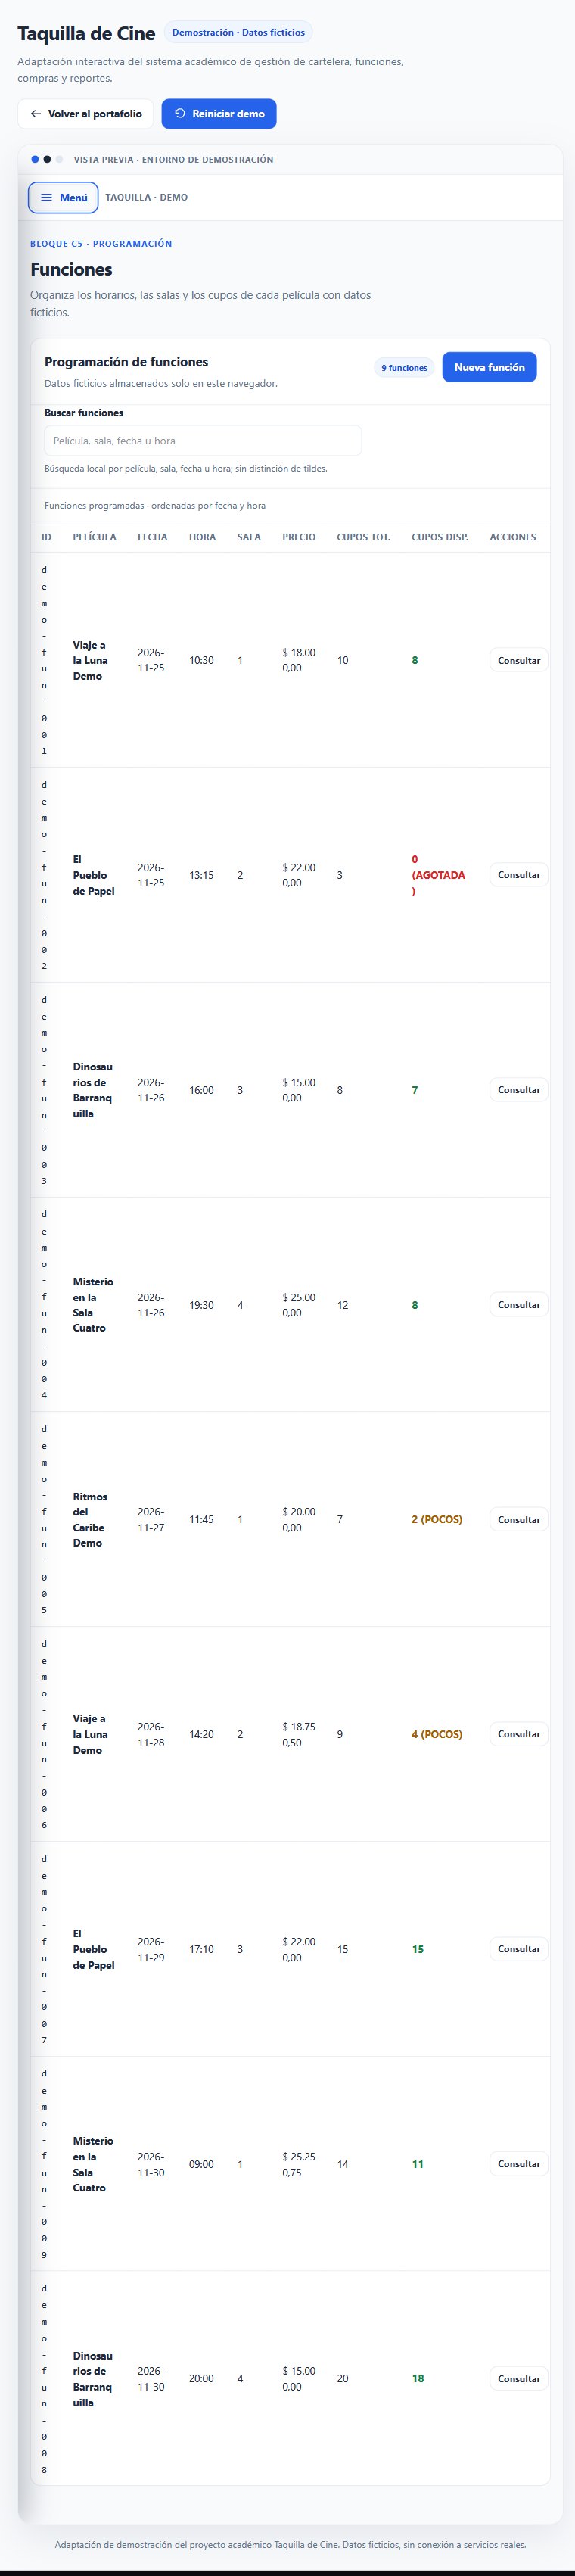 Taquilla de Cine Demostración · Datos ficticios
Adaptación interactiva del sistema académico de gestión de cartelera, funciones,
compras y reportes.
← Volver al portafolio Reiniciar demo
VISTA PREVIA · ENTORNO DE DEMOSTRACIÓN
Menú TAQUILLA · DEMO
BLOQUE C5 · PROGRAMACIÓN
Funciones
Organiza los horarios, las salas y los cupos de cada película con datos
ficticios.
Programación de funciones
9 funciones Nueva función
Datos ficticios almacenados solo en este navegador.
Buscar funciones
Película, sala, fecha u hora
Búsqueda local por película, sala, fecha u hora; sin distinción de tildes.
Funciones programadas · ordenadas por fecha y hora
ID PELÍCULA FECHA HORA SALA PRECIO CUPOS TOT. CUPOS DISP. ACCIONES
demo-fun-001 Viaje a la Luna Demo 2026-11-25 10:30 1 $ 18.000,00 10 8 Consultar
demo-fun-002 El Pueblo de Papel 2026-11-25 13:15 2 $ 22.000,00 3 0 (AGOTADA) Consultar
demo-fun-003 Dinosaurios de Barranquilla 2026-11-26 16:00 3 $ 15.000,00 8 7 Consultar
demo-fun-004 Misterio en la Sala Cuatro 2026-11-26 19:30 4 $ 25.000,00 12 8 Consultar
demo-fun-005 Ritmos del Caribe Demo 2026-11-27 11:45 1 $ 20.000,00 7 2 (POCOS) Consultar
demo-fun-006 Viaje a la Luna Demo 2026-11-28 14:20 2 $ 18.750,50 9 4 (POCOS) Consultar
demo-fun-007 El Pueblo de Papel 2026-11-29 17:10 3 $ 22.000,00 15 15 Consultar
demo-fun-009 Misterio en la Sala Cuatro 2026-11-30 09:00 1 $ 25.250,75 14 11 Consultar
demo-fun-008 Dinosaurios de Barranquilla 2026-11-30 20:00 4 $ 15.000,00 20 18 Consultar
Adaptación de demostración del proyecto académico Taquilla de Cine. Datos ficticios, sin conexión a servicios reales.